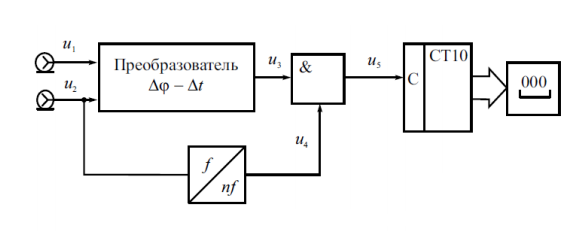 u₁
u₂
Преобразователь
Δφ – Δt
u₃
&
u₄
u₅
C
CT10
000
f
nf